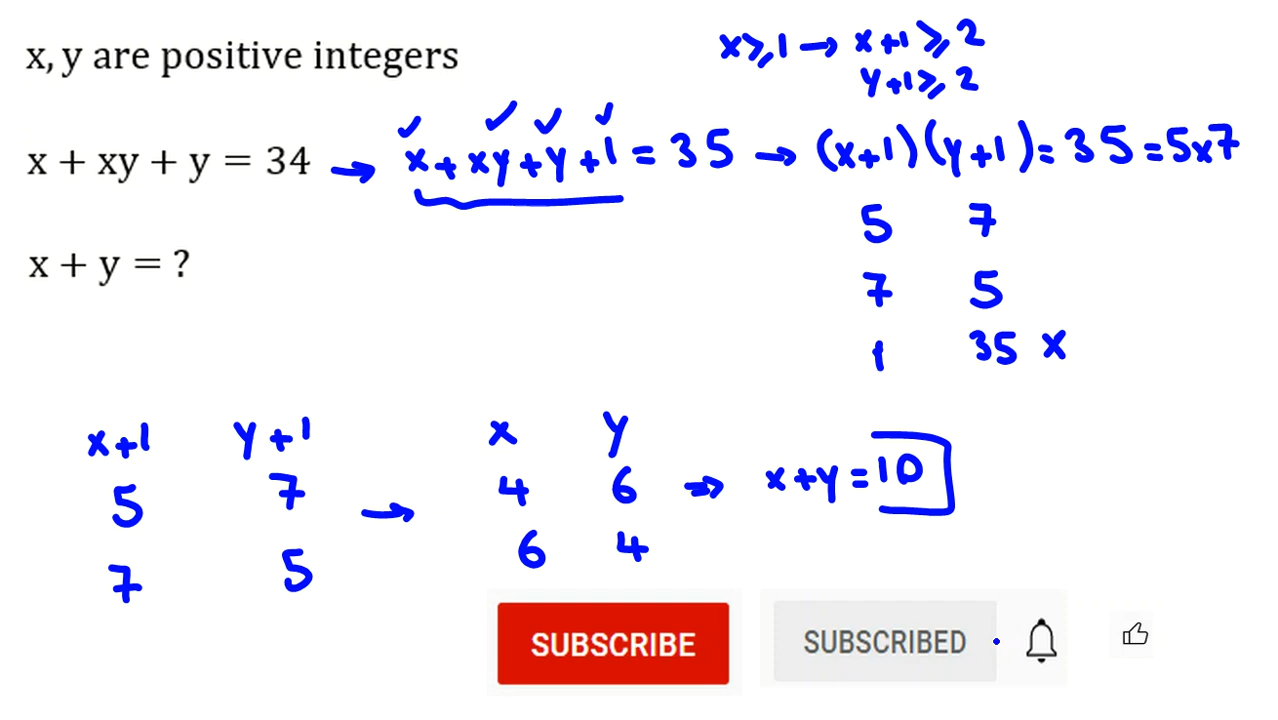 x, y are positive integers
x ⩾ 1 → x+1 ⩾ 2
y+1 ⩾ 2
x + xy + y = 34 → x + xy + y + 1 = 35 → (x+1)(y+1) = 35 = 5x7
5 7
x + y = ?
7 5
1 35 x
x+1 y+1 x y
5 7 → 4 6 → x+y = 10
7 5 6 4
SUBSCRIBE SUBSCRIBED